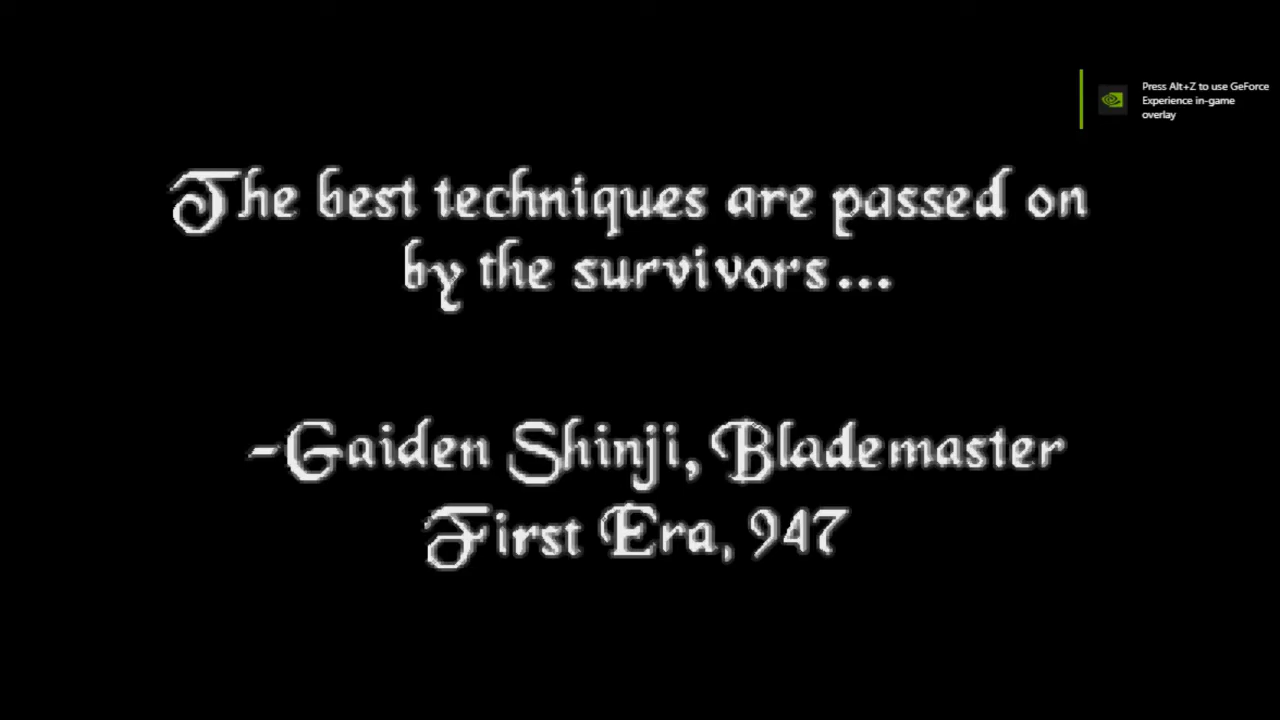 Press Alt+Z to use GeForce
Experience in-game
overlay
The best techniques are passed on
by the survivors...
-Gaiden Shinji, Blademaster
First Era, 947